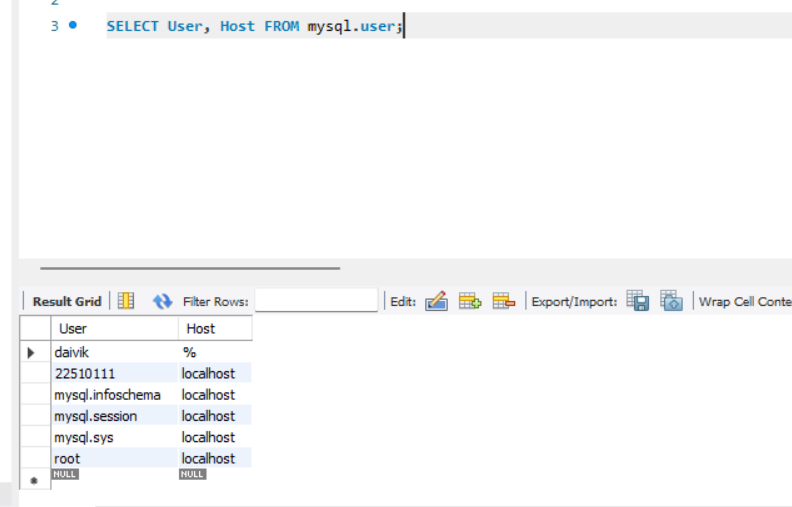 2
3 SELECT User, Host FROM mysql.user;
Result Grid Filter Rows: Edit: Export/Import: Wrap Cell Conte
User Host
daivik %
22510111 localhost
mysql.infoschema localhost
mysql.session localhost
mysql.sys localhost
root localhost
NULL NULL